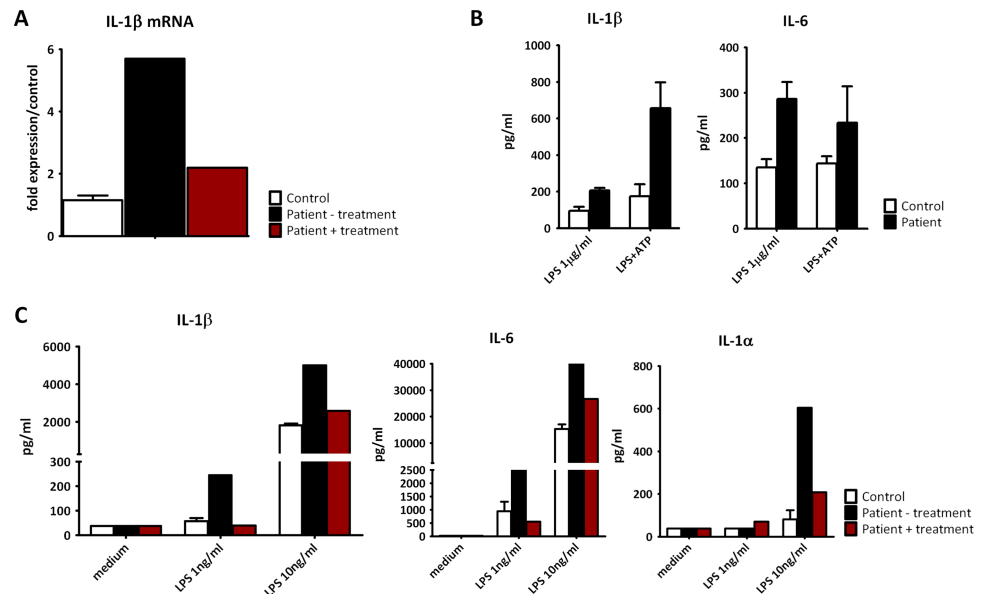 A
IL-1β mRNA
fold expression/control
6
4
2
0
Control
Patient - treatment
Patient + treatment
B
IL-1β
pg/ml
1000
800
600
400
200
0
LPS 1µg/ml
LPS+ATP
IL-6
pg/ml
400
300
200
100
0
LPS 1µg/ml
LPS+ATP
Control
Patient
C
IL-1β
pg/ml
6000
4000
2000
300
200
100
0
medium
LPS 1ng/ml
LPS 10ng/ml
IL-6
pg/ml
40000
30000
20000
10000
2500
2000
1500
1000
500
0
medium
LPS 1ng/ml
LPS 10ng/ml
IL-1α
pg/ml
800
600
400
200
0
medium
LPS 1ng/ml
LPS 10ng/ml
Control
Patient - treatment
Patient + treatment